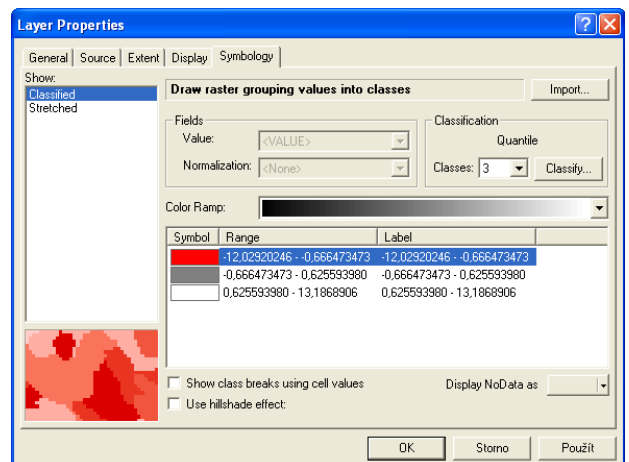 Layer Properties
General Source Extent Display Symbology
Show:
Classified
Stretched
Draw raster grouping values into classes
Import...
Fields
Value: <VALUE>
Normalization: <None>
Classification
Quantile
Classes: 3 Classify...
Color Ramp:
Symbol Range Label
-12,02920246 - -0,666473473 -12,02920246 - -0,666473473
-0,666473473 - 0,625593980 -0,666473473 - 0,625593980
0,625593980 - 13,1868906 0,625593980 - 13,1868906
Show class breaks using cell values
Display NoData as
Use hillshade effect:
OK Storno Použít